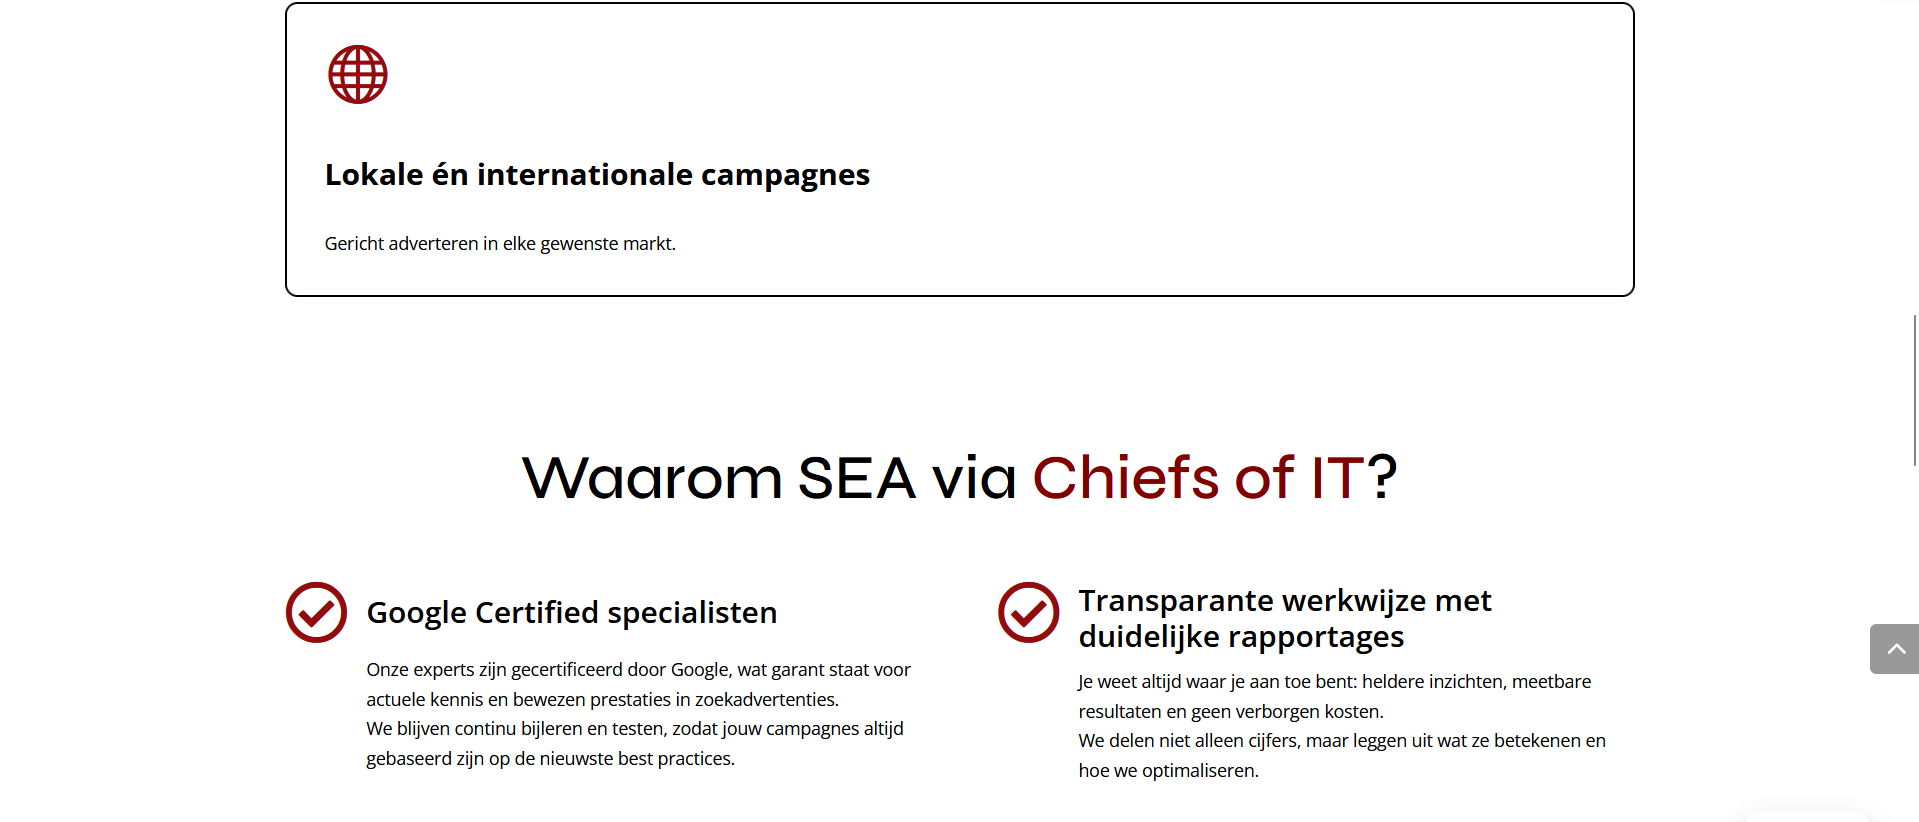 Lokale én internationale campagnes
Gericht adverteren in elke gewenste markt.
Waarom SEA via Chiefs of IT?
Google Certified specialisten
Onze experts zijn gecertificeerd door Google, wat garant staat voor
actuele kennis en bewezen prestaties in zoekadvertenties.
We blijven continu bijleren en testen, zodat jouw campagnes altijd
gebaseerd zijn op de nieuwste best practices.
Transparante werkwijze met
duidelijke rapportages
Je weet altijd waar je aan toe bent: heldere inzichten, meetbare
resultaten en geen verborgen kosten.
We delen niet alleen cijfers, maar leggen uit wat ze betekenen en
hoe we optimaliseren.